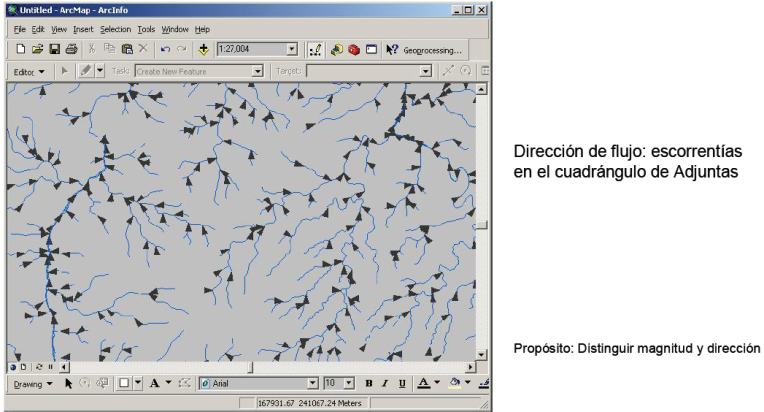 Untitled - ArcMap - ArcInfo
File Edit View Insert Selection Tools Window Help
1:27,004 Geoprocessing...
Editor Task: Create New Feature Target:
Dirección de flujo: escorrentías
en el cuadrángulo de Adjuntas
Propósito: Distinguir magnitud y dirección
Drawing A Arial 10 B I U A
167931.67 241067.24 Meters